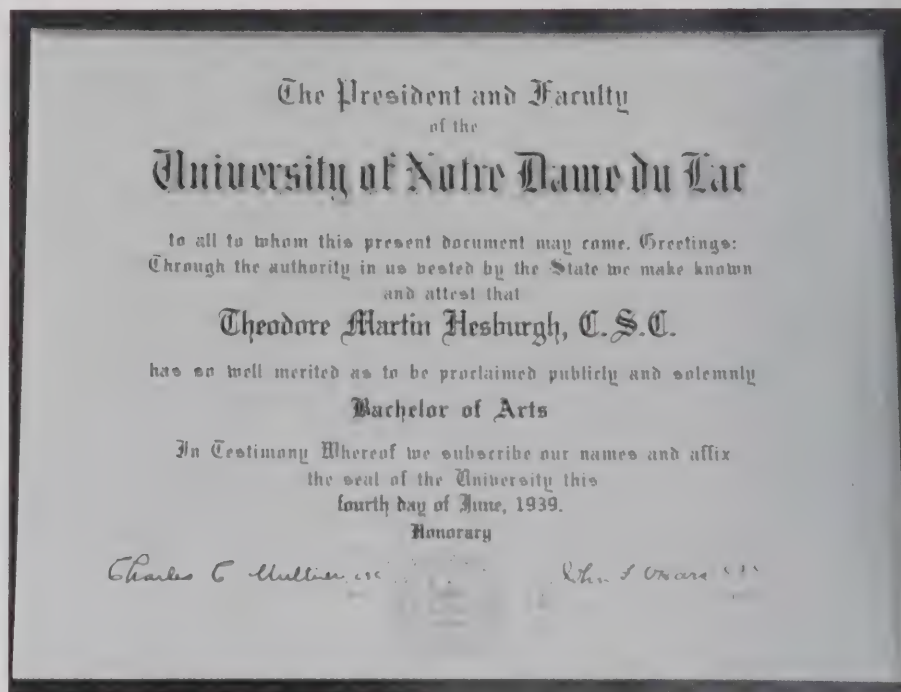 The President and Faculty
of the
University of Notre Dame du Lac
to all to whom this present document may come. Greetings:
Through the authority in us vested by the State we make known
and attest that
Theodore Martin Hesburgh, C.S.C.
has so well merited as to be proclaimed publicly and solemnly
Bachelor of Arts
In Testimony Whereof we subscribe our names and affix
the seal of the University this
fourth day of June, 1939.
Honorary
Charles C John